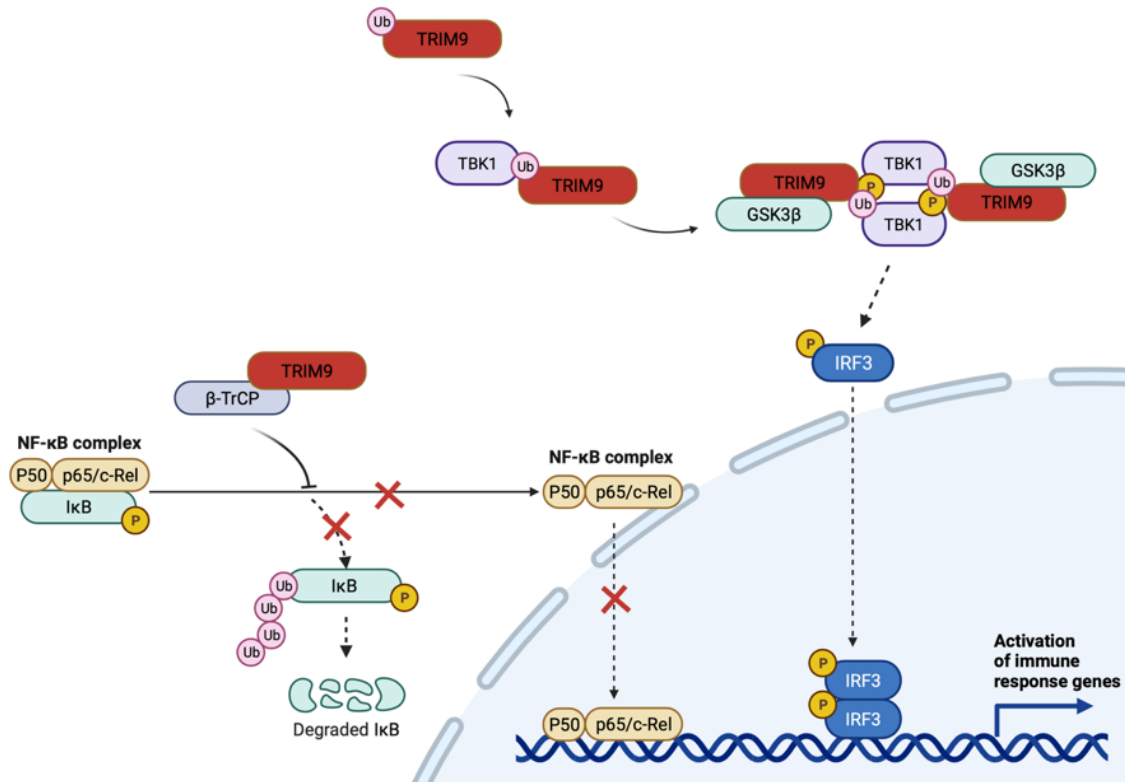 Ub
TRIM9
TBK1
Ub
TRIM9
TRIM9
GSK3β
P
Ub
TBK1
TBK1
Ub
P
GSK3β
TRIM9
P
IRF3
TRIM9
β-TrCP
NF-κB complex
P50 p65/c-Rel
IκB
P
NF-κB complex
P50 p65/c-Rel
Ub
Ub
Ub
Ub
IκB
P
Degraded IκB
P50 p65/c-Rel
P
IRF3
P
IRF3
Activation
of immune
response genes